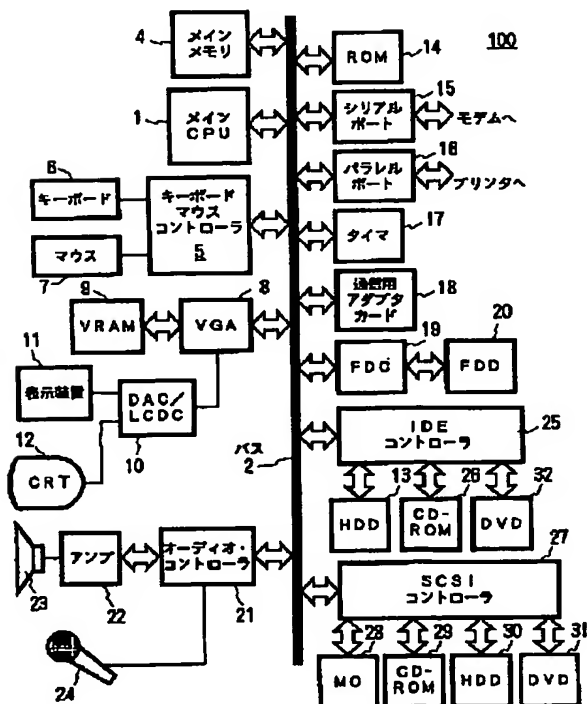 100
4
メイン
メモリ
1
メイン
CPU
6
キーボード
7
マウス
キーボード
マウス
コントローラ
5
9
VRAM
8
VGA
11
表示装置
12
CRT
DAC/
LCDC
10
バス
2
23
アンプ
22
オーディオ・
コントローラ
21
24
ROM
14
15
シリアル
ポート
モデムへ
16
パラレル
ポート
プリンタへ
タイマ
17
通信用
アダプタ
カード
18
19
FDC
20
FDD
IDE
コントローラ
25
13
HDD
26
CD-
ROM
32
DVD
27
SCSI
コントローラ
28
MO
29
CD-
ROM
30
HDD
31
DVD